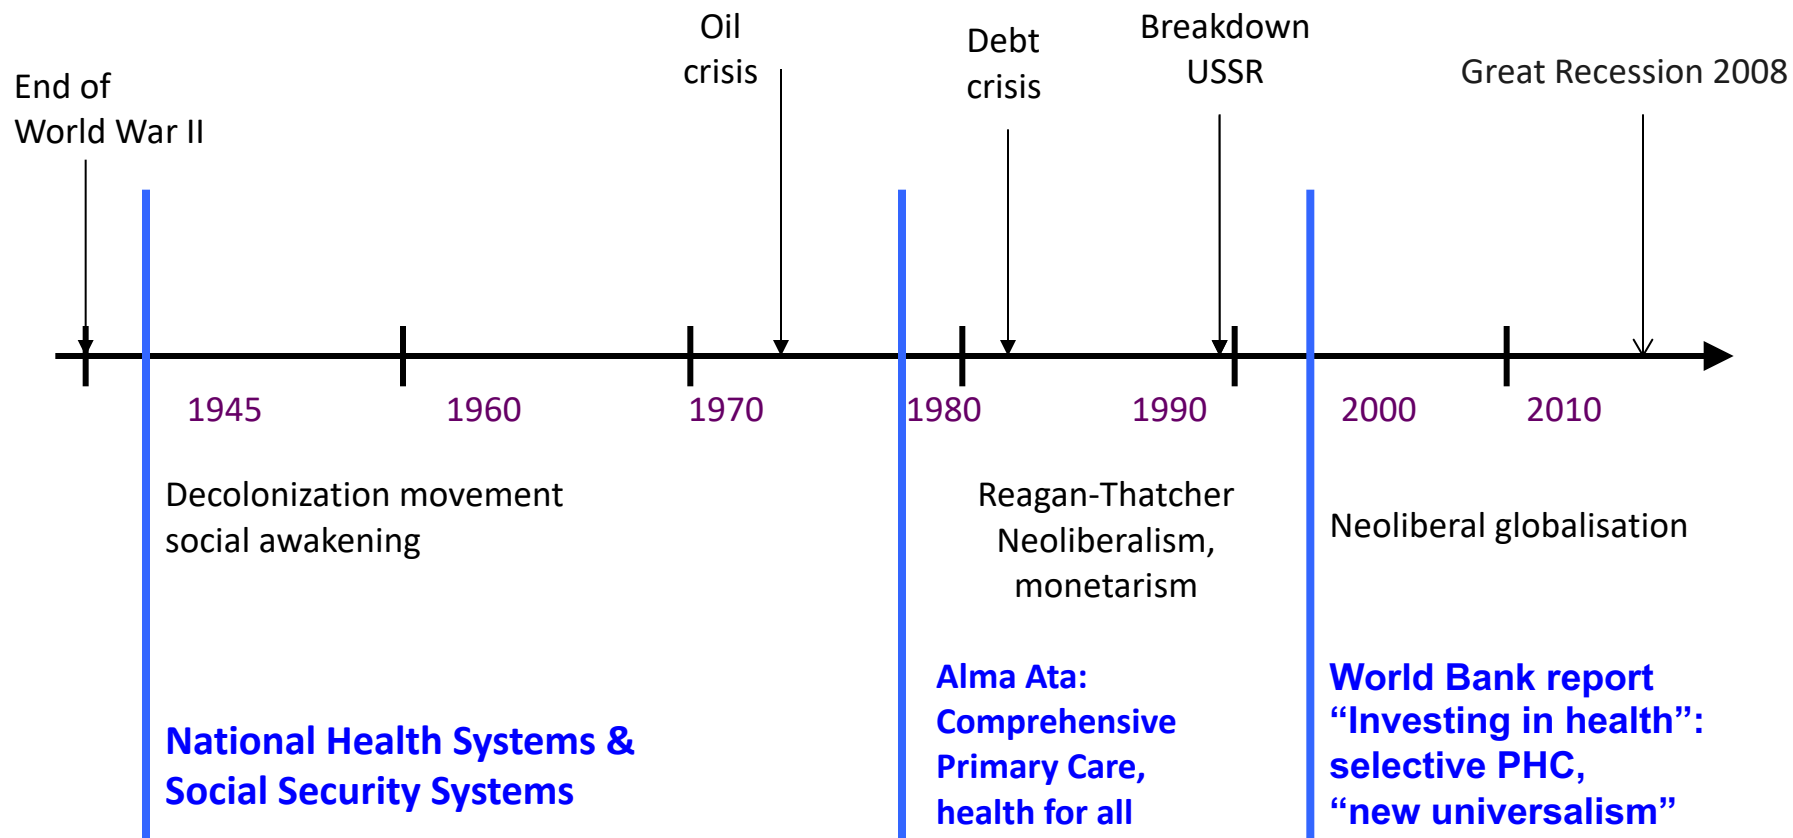 End of
World War II
Oil
crisis
Debt
crisis
Breakdown
USSR
Great Recession 2008
1945
1960
1970
1980
1990
2000
2010
Decolonization movement
social awakening
Reagan-Thatcher
Neoliberalism,
monetarism
Neoliberal globalisation
National Health Systems &
Social Security Systems
Alma Ata:
Comprehensive
Primary Care,
health for all
World Bank report
“Investing in health”:
selective PHC,
“new universalism”